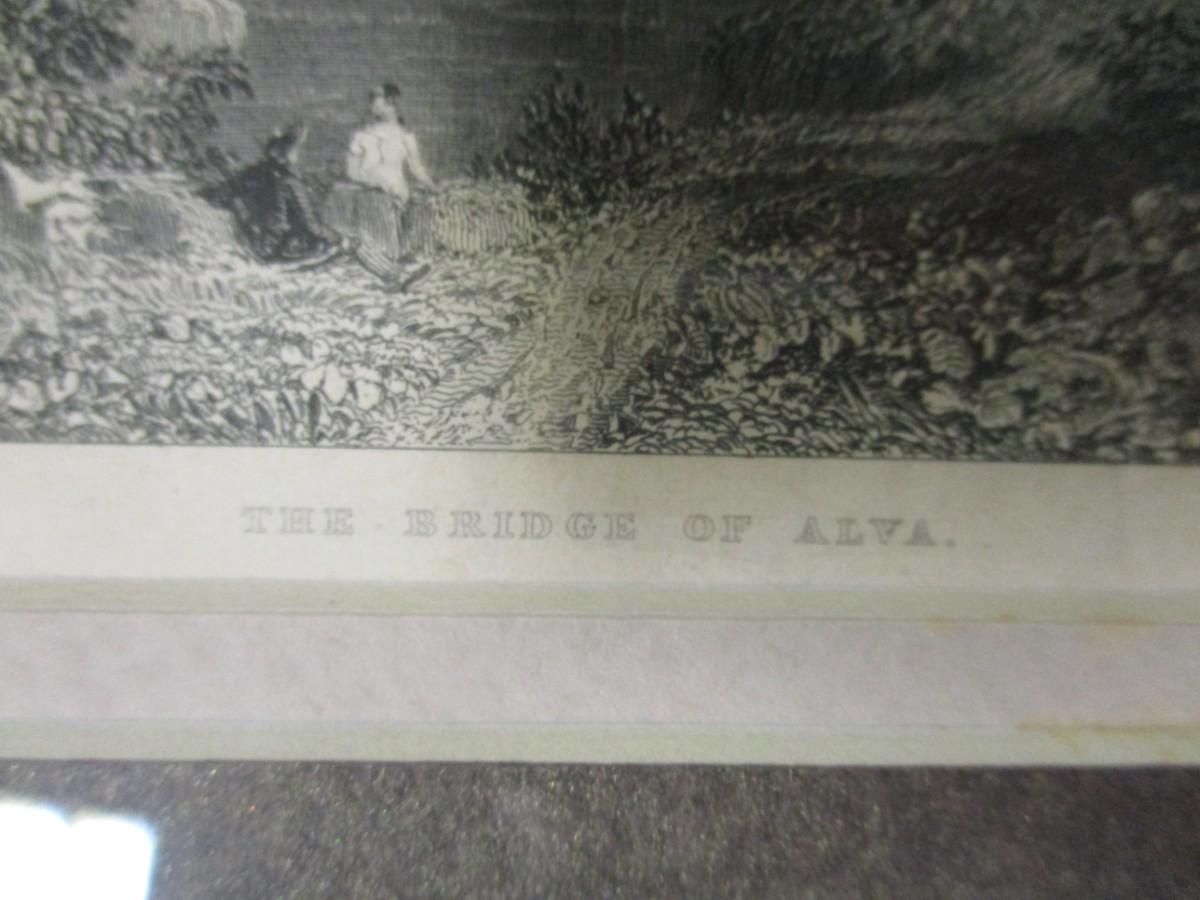 THE BRIDGE OF ALVA.